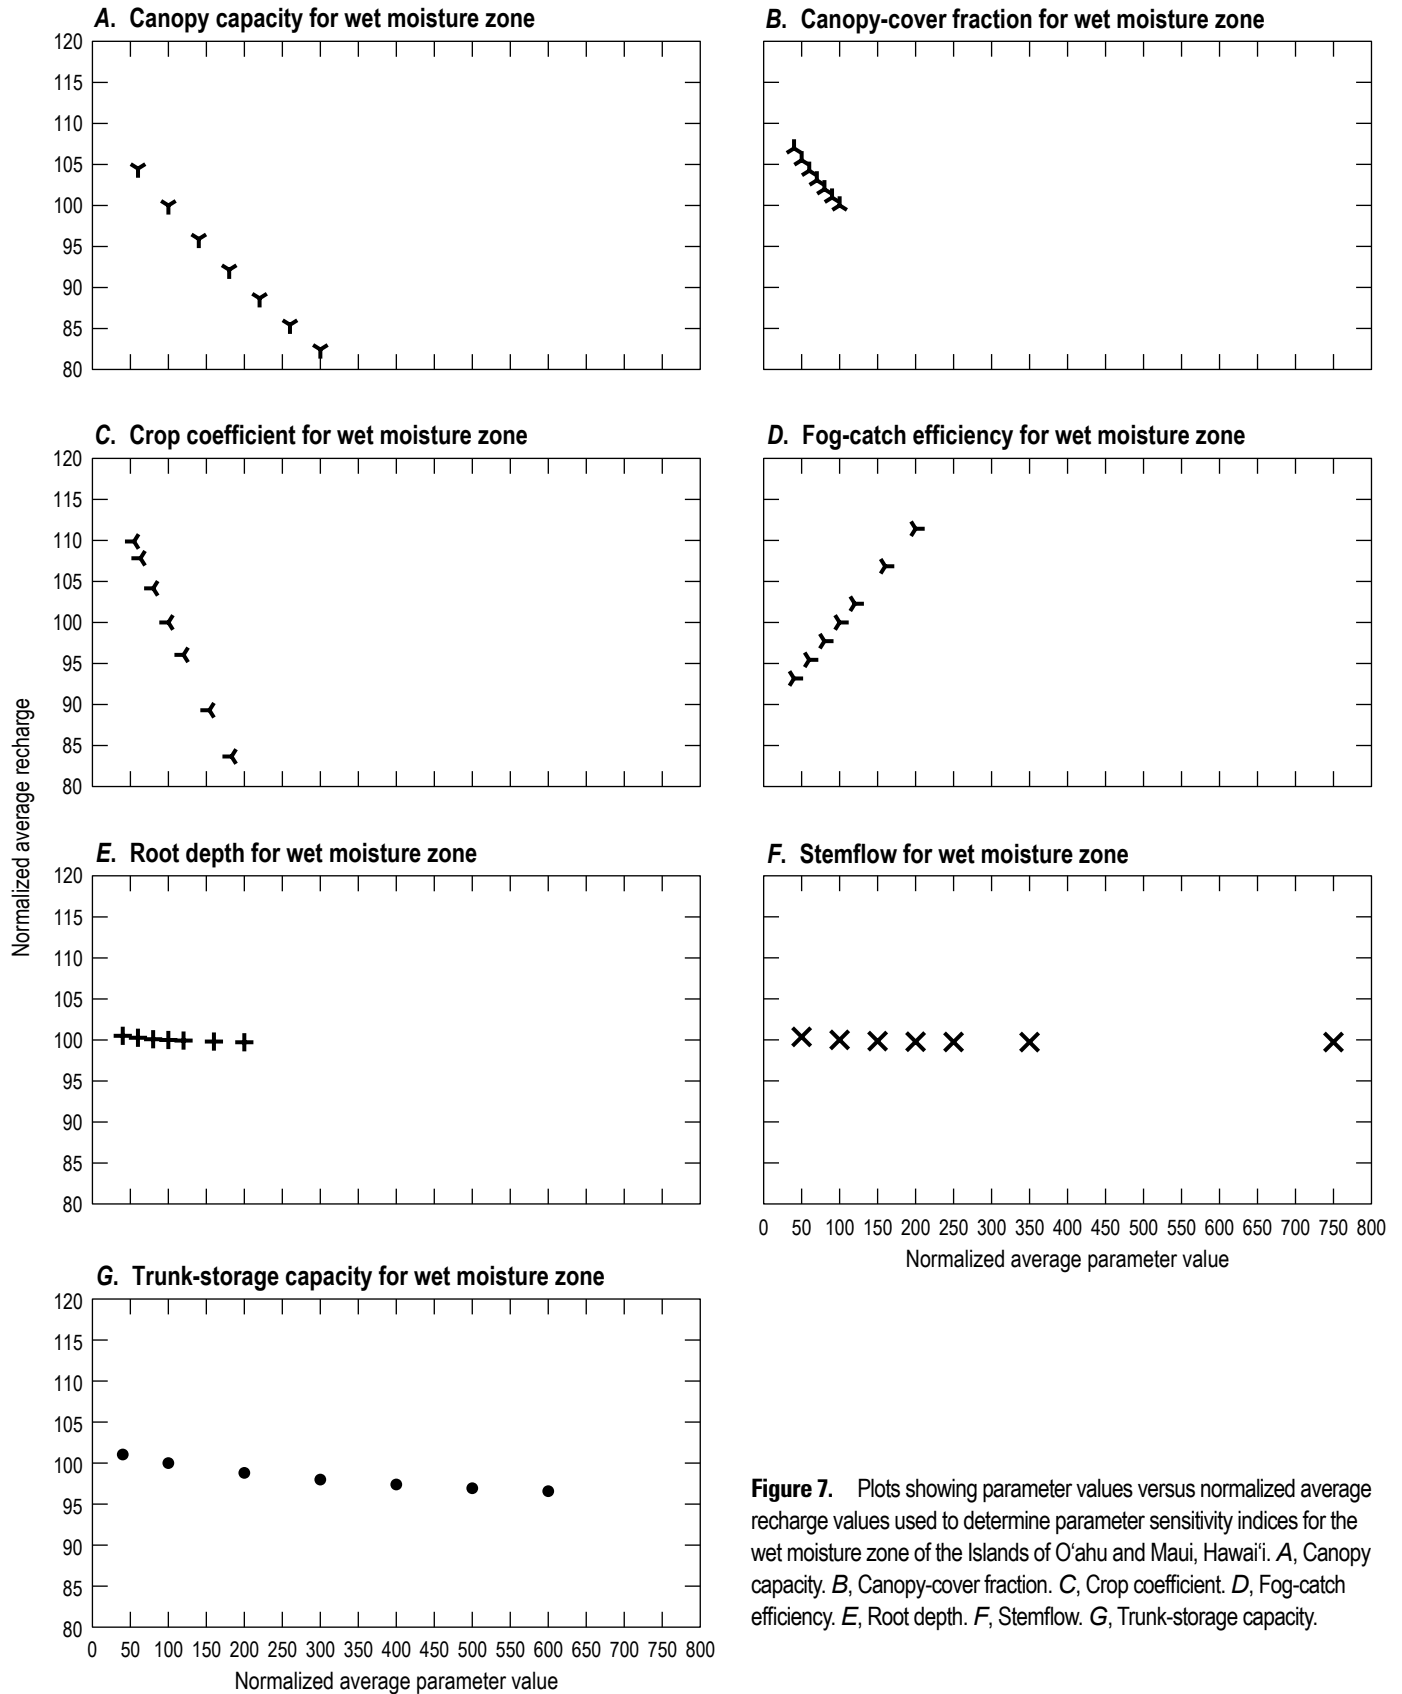 A. Canopy capacity for wet moisture zone
120
115
110
105
100
95
90
85
80
B. Canopy-cover fraction for wet moisture zone
C. Crop coefficient for wet moisture zone
120
115
110
105
100
95
90
85
80
D. Fog-catch efficiency for wet moisture zone
Normalized average recharge
E. Root depth for wet moisture zone
120
115
110
105
100
95
90
85
80
F. Stemflow for wet moisture zone
0 50 100 150 200 250 300 350 400 450 500 550 600 650 700 750 800
Normalized average parameter value
G. Trunk-storage capacity for wet moisture zone
120
115
110
105
100
95
90
85
80
0 50 100 150 200 250 300 350 400 450 500 550 600 650 700 750 800
Normalized average parameter value
Figure 7. Plots showing parameter values versus normalized average
recharge values used to determine parameter sensitivity indices for the
wet moisture zone of the Islands of Oʻahu and Maui, Hawaiʻi. A, Canopy
capacity. B, Canopy-cover fraction. C, Crop coefficient. D, Fog-catch
efficiency. E, Root depth. F, Stemflow. G, Trunk-storage capacity.